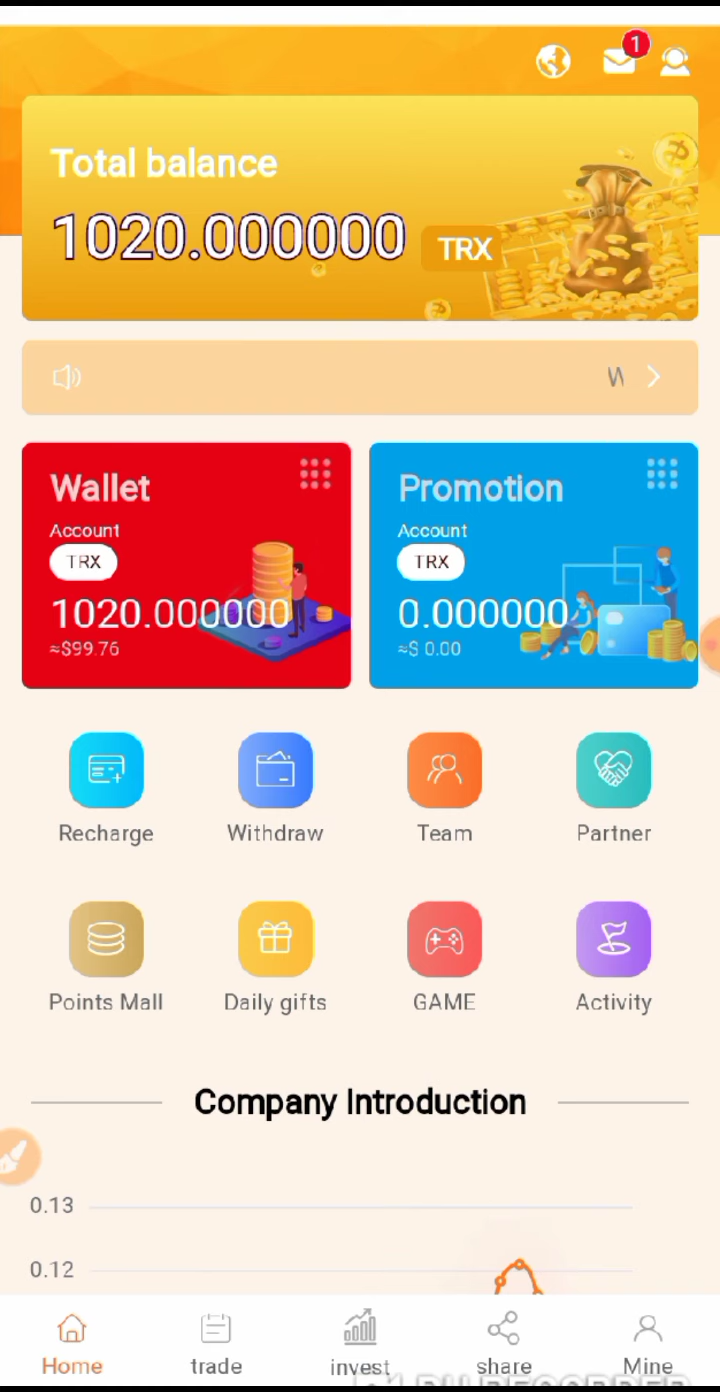 1
Total balance
1020.000000 TRX
W
Wallet
Account
TRX
1020.000000
≈$99.76
Promotion
Account
TRX
0.000000
≈$ 0.00
Recharge Withdraw Team Partner
Points Mall Daily gifts GAME Activity
Company Introduction
0.13
0.12
Home trade invest share Mine
RECORDER